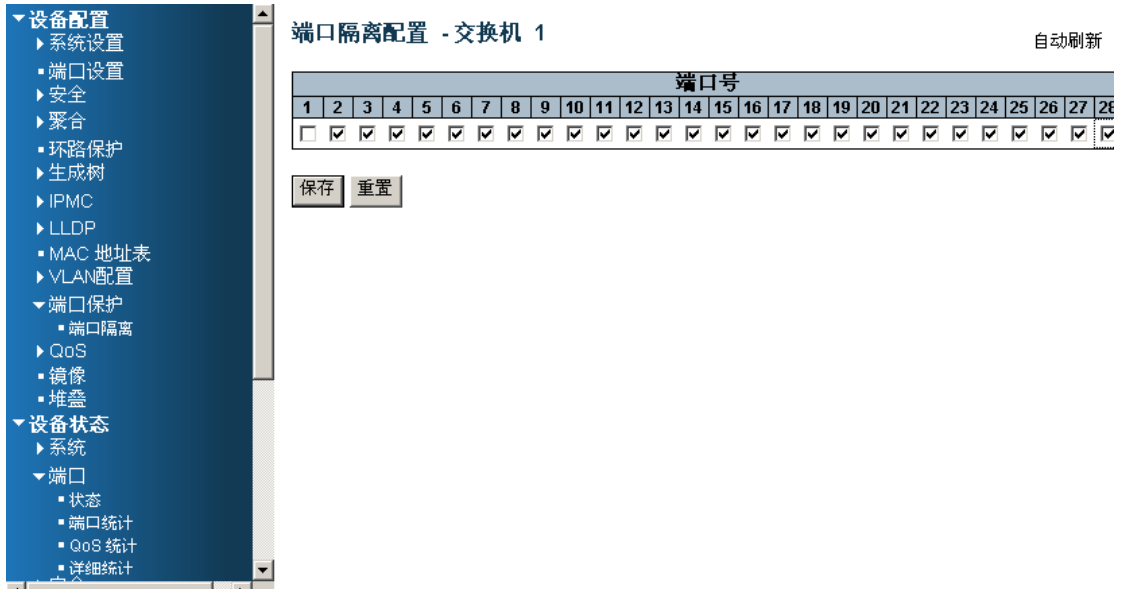 设备配置
系统设置
端口设置
安全
聚合
环路保护
生成树
IPMC
LLDP
MAC 地址表
VLAN配置
端口保护
端口隔离
QoS
镜像
堆叠
设备状态
系统
端口
状态
端口统计
QoS 统计
详细统计
端口隔离配置 - 交换机 1
自动刷新
端口号
1 2 3 4 5 6 7 8 9 10 11 12 13 14 15 16 17 18 19 20 21 22 23 24 25 26 27 28
保存 重置